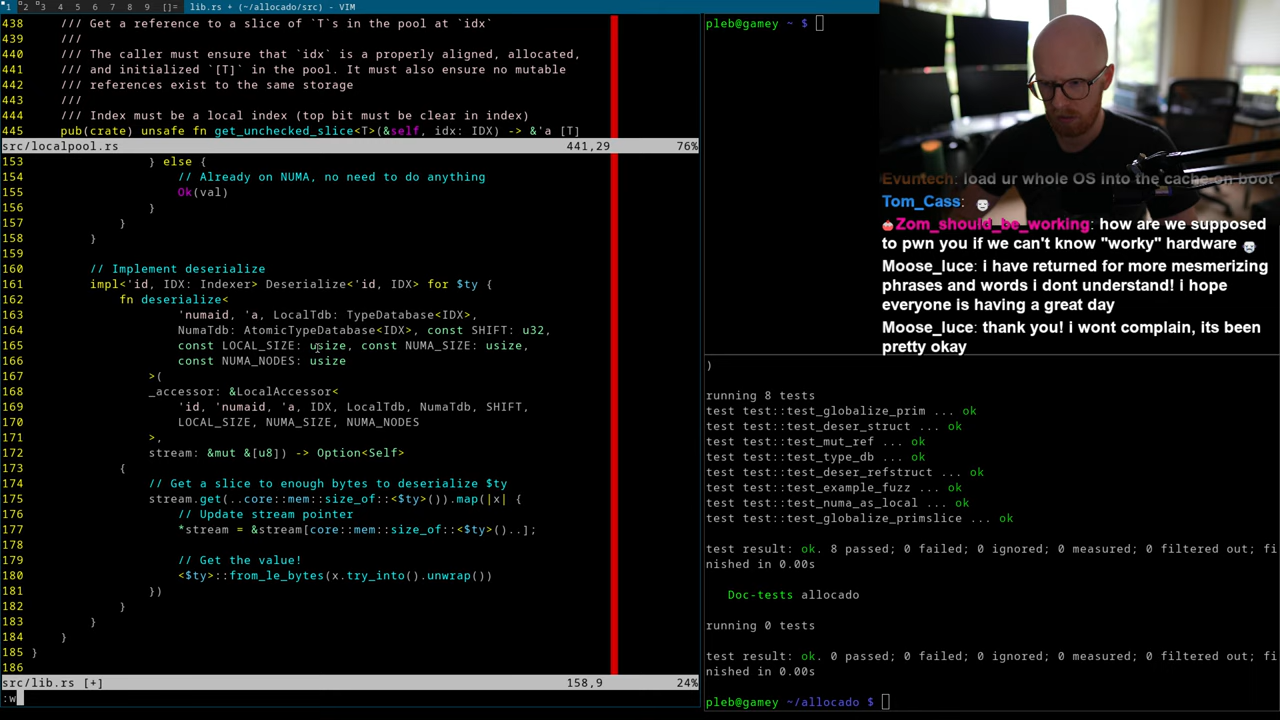 1 2 3 4 5 6 7 8 9 []= lib.rs + (~/allocado/src) - VIM
438 /// Get a reference to a slice of `T`s in the pool at `idx`
439 ///
440 /// The caller must ensure that `idx` is a properly aligned, allocated,
441 /// and initialized `[T]` in the pool. It must also ensure no mutable
442 /// references exist to the same storage
443 ///
444 /// Index must be a local index (top bit must be clear in index)
445 pub(crate) unsafe fn get_unchecked_slice<T>(&self, idx: IDX) -> &'a [T]
src/localpool.rs 441,29 76%
153 } else {
154 // Already on NUMA, no need to do anything
155 Ok(val)
156 }
157 }
158 }
159
160 // Implement deserialize
161 impl<'id, IDX: Indexer> Deserialize<'id, IDX> for $ty {
162 fn deserialize<
163 'numaid, 'a, LocalTdb: TypeDatabase<IDX>,
164 NumaTdb: AtomicTypeDatabase<IDX>, const SHIFT: u32,
165 const LOCAL_SIZE: usize, const NUMA_SIZE: usize,
166 const NUMA_NODES: usize
167 >(
168 _accessor: &LocalAccessor<
169 'id, 'numaid, 'a, IDX, LocalTdb, NumaTdb, SHIFT,
170 LOCAL_SIZE, NUMA_SIZE, NUMA_NODES
171 >,
172 stream: &mut &[u8]) -> Option<Self>
173 {
174 // Get a slice to enough bytes to deserialize $ty
175 stream.get(..core::mem::size_of::<$ty>()).map(|x| {
176 // Update stream pointer
177 *stream = &stream[core::mem::size_of::<$ty>()..];
178
179 // Get the value!
180 <$ty>::from_le_bytes(x.try_into().unwrap())
181 })
182 }
183 }
184 }
185 }
186
src/lib.rs [+] 158,9 24%
:w
pleb@gamey ~ $
Evuntech: load ur whole OS into the cache on boot
Tom_Cass:
Zom_should_be_working: how are we supposed
to pwn you if we can't know "worky" hardware
Moose_luce: i have returned for more mesmerizing
phrases and words i dont understand! i hope
everyone is having a great day
Moose_luce: thank you! i wont complain, its been
pretty okay
)
running 8 tests
test test::test_globalize_prim ... ok
test test::test_deser_struct ... ok
test test::test_mut_ref ... ok
test test::test_type_db ... ok
test test::test_deser_refstruct ... ok
test test::test_example_fuzz ... ok
test test::test_numa_as_local ... ok
test test::test_globalize_primslice ... ok
test result: ok. 8 passed; 0 failed; 0 ignored; 0 measured; 0 filtered out; fi
nished in 0.00s
Doc-tests allocado
running 0 tests
test result: ok. 0 passed; 0 failed; 0 ignored; 0 measured; 0 filtered out; fi
nished in 0.00s
pleb@gamey ~/allocado $